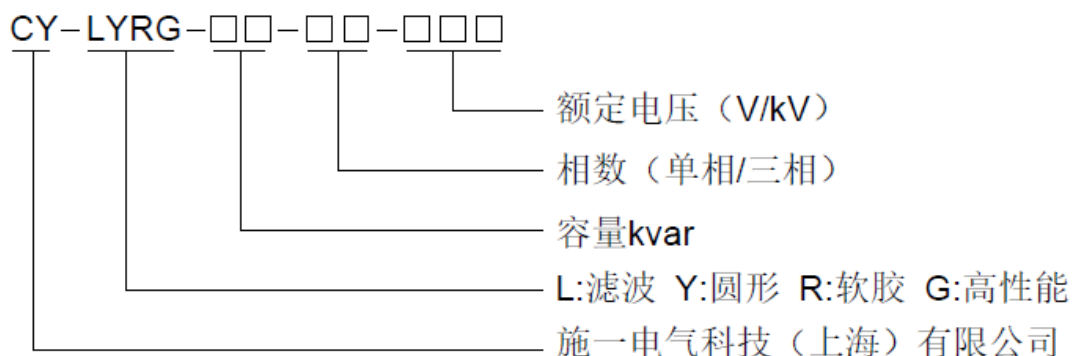 CY-LYRG-□□-□□-□□□
额定电压（V/kV）
相数（单相/三相）
容量kvar
L:滤波 Y:圆形 R:软胶 G:高性能
施一电气科技（上海）有限公司